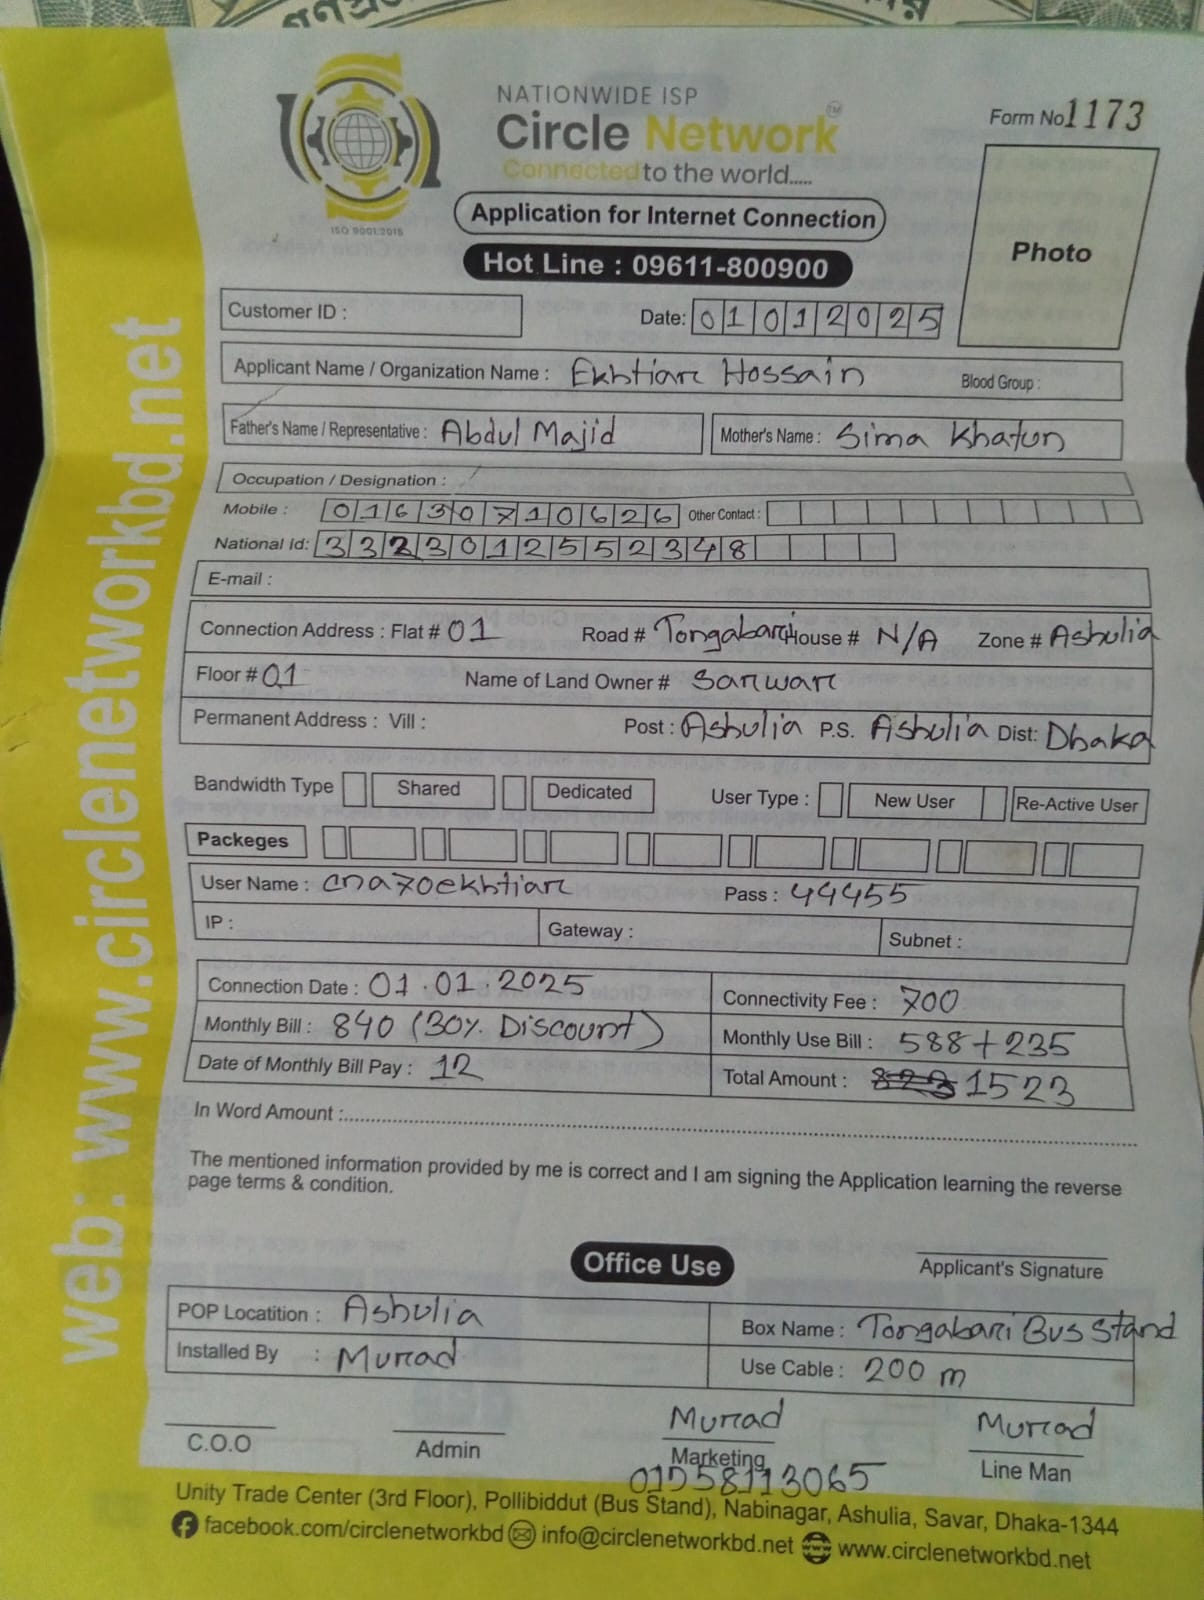 NATIONWIDE ISP
Circle Network TM
Connected to the world.....
ISO 9001:2015
Form No 1173
Photo
Application for Internet Connection
Hot Line : 09611-800900
Customer ID :
Date: 01012025
Applicant Name / Organization Name : Ekhtiar Hossain Blood Group :
Father's Name / Representative : Abdul Majid Mother's Name : Sima Khatun
Occupation / Designation :
Mobile : 01630710626 Other Contact :
National Id: 3323012552348
E-mail :
Connection Address : Flat # 01 Road # Tongabari House # N/A Zone # Ashulia
Floor # 01 Name of Land Owner # Sarwar
Permanent Address : Vill : Post : Ashulia P.S. Ashulia Dist: Dhaka
Bandwidth Type Shared Dedicated User Type : New User Re-Active User
Packeges
User Name : cna70ekhtiar Pass : 44455
IP : Gateway : Subnet :
Connection Date : 01.01.2025 Connectivity Fee : 700
Monthly Bill : 840 (30% Discount) Monthly Use Bill : 588+235
Date of Monthly Bill Pay : 12 Total Amount : 823 1523
In Word Amount :
The mentioned information provided by me is correct and I am signing the Application learning the reverse
page terms & condition.
Office Use
Applicant's Signature
POP Locatition : Ashulia Box Name : Tongabari Bus Stand
Installed By : Murad Use Cable : 200 m
C.O.O Admin Murad Marketing Murad Line Man
Unity Trade Center (3rd Floor), Pollibiddut (Bus Stand), Nabinagar, Ashulia, Savar, Dhaka-1344
facebook.com/circlenetworkbd info@circlenetworkbd.net www.circlenetworkbd.net
web: www.circlenetworkbd.net